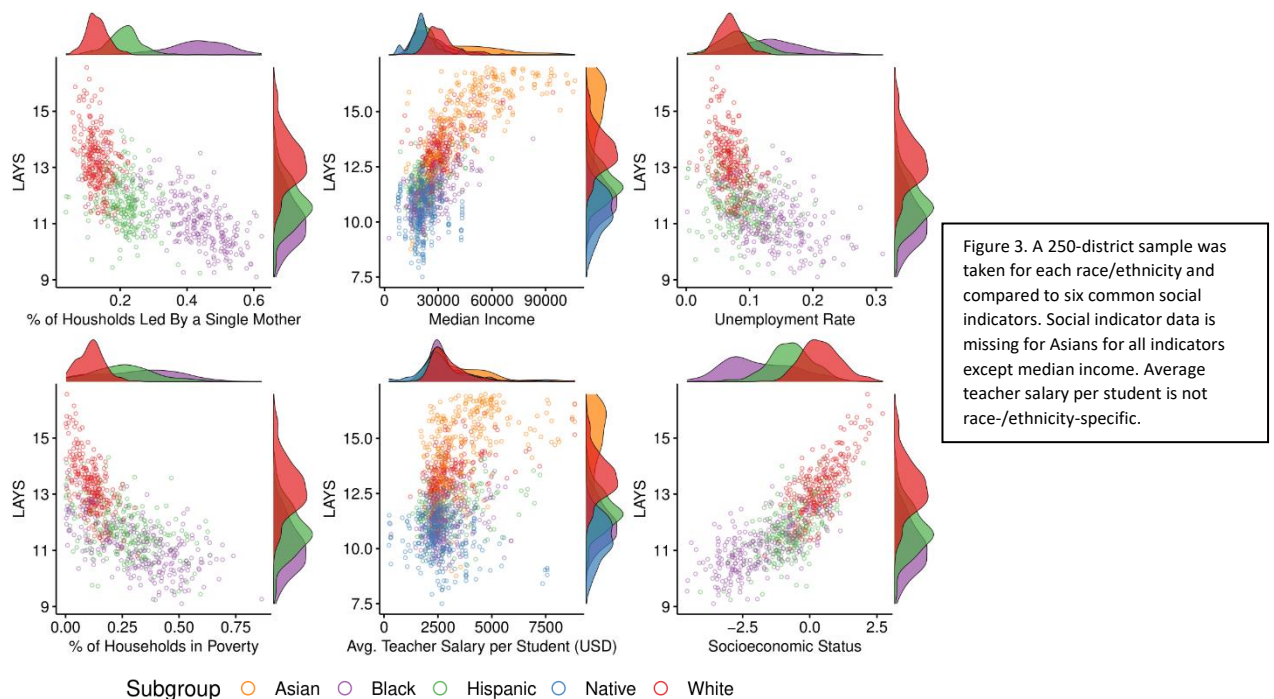 LAYS
15
13
11
9
0.2
0.4
0.6
% of Housholds Led By a Single Mother
LAYS
15.0
12.5
10.0
7.5
30000
60000
90000
Median Income
LAYS
15
13
11
9
0.0
0.1
0.2
0.3
Unemployment Rate
Figure 3. A 250-district sample was
taken for each race/ethnicity and
compared to six common social
indicators. Social indicator data is
missing for Asians for all indicators
except median income. Average
teacher salary per student is not
race-/ethnicity-specific.
LAYS
15
13
11
9
0.00
0.25
0.50
0.75
% of Households in Poverty
LAYS
15.0
12.5
10.0
7.5
0
2500
5000
7500
Avg. Teacher Salary per Student (USD)
LAYS
15
13
11
9
−2.5
0.0
2.5
Socioeconomic Status
Subgroup Asian Black Hispanic Native White